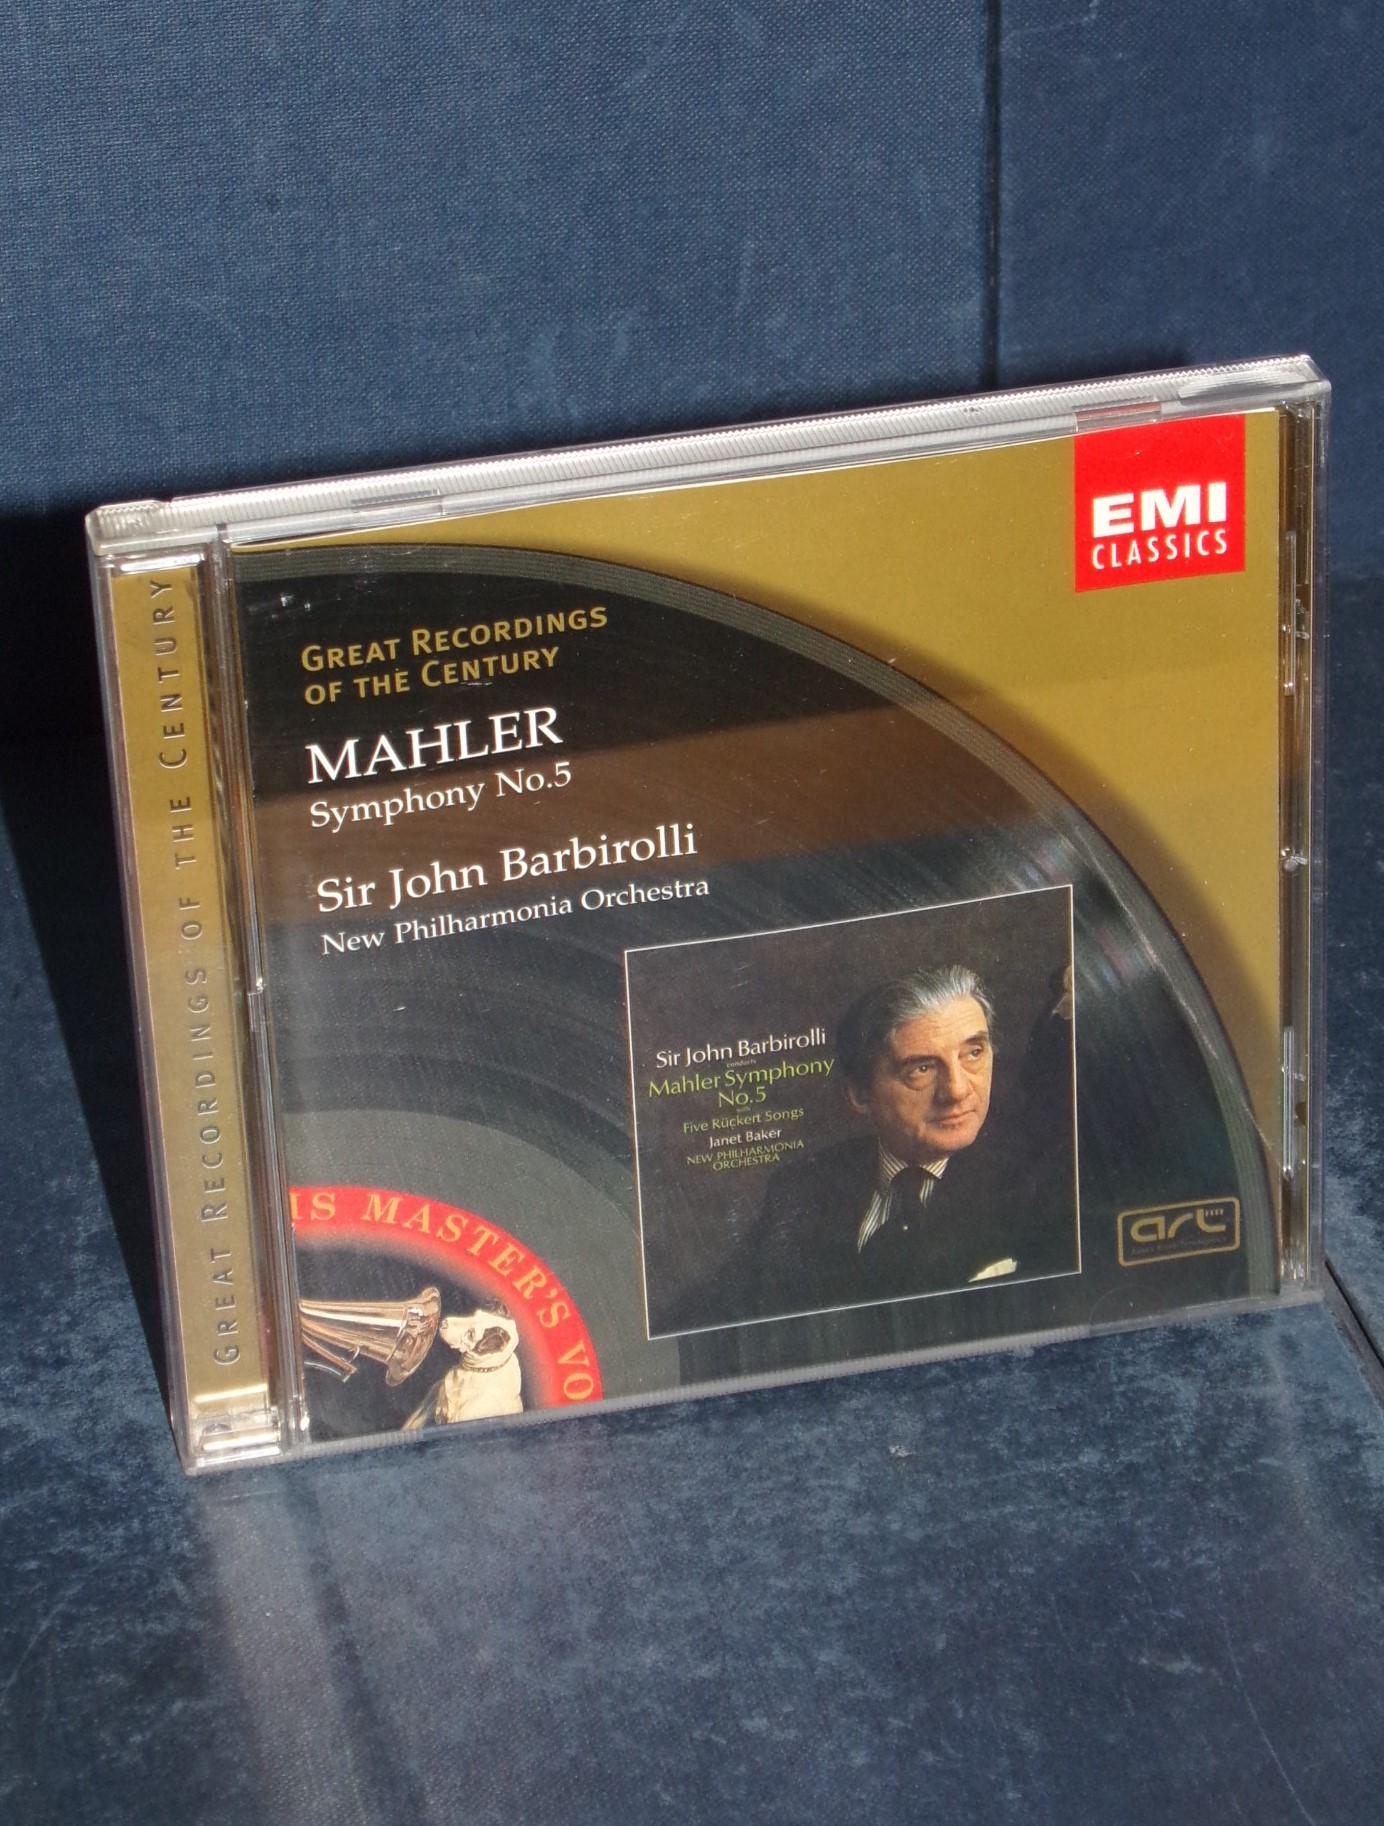 EMI
CLASSICS
GREAT RECORDINGS OF THE CENTURY
GREAT RECORDINGS
OF THE CENTURY
MAHLER
Symphony No.5
Sir John Barbirolli
New Philharmonia Orchestra
Sir John Barbirolli
conducts
Mahler Symphony
No.5
with
Five Rückert Songs
Janet Baker
NEW PHILHARMONIA
ORCHESTRA
art
IS MASTER'S VO